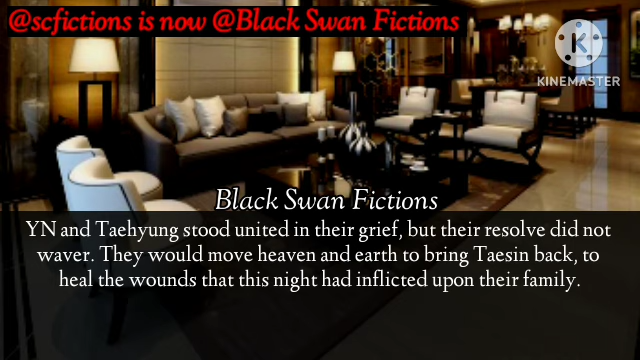 @scfictions is now @Black Swan Fictions
KINEMASTER
Black Swan Fictions
YN and Taehyung stood united in their grief, but their resolve did not
waver. They would move heaven and earth to bring Taesin back, to
heal the wounds that this night had inflicted upon their family.